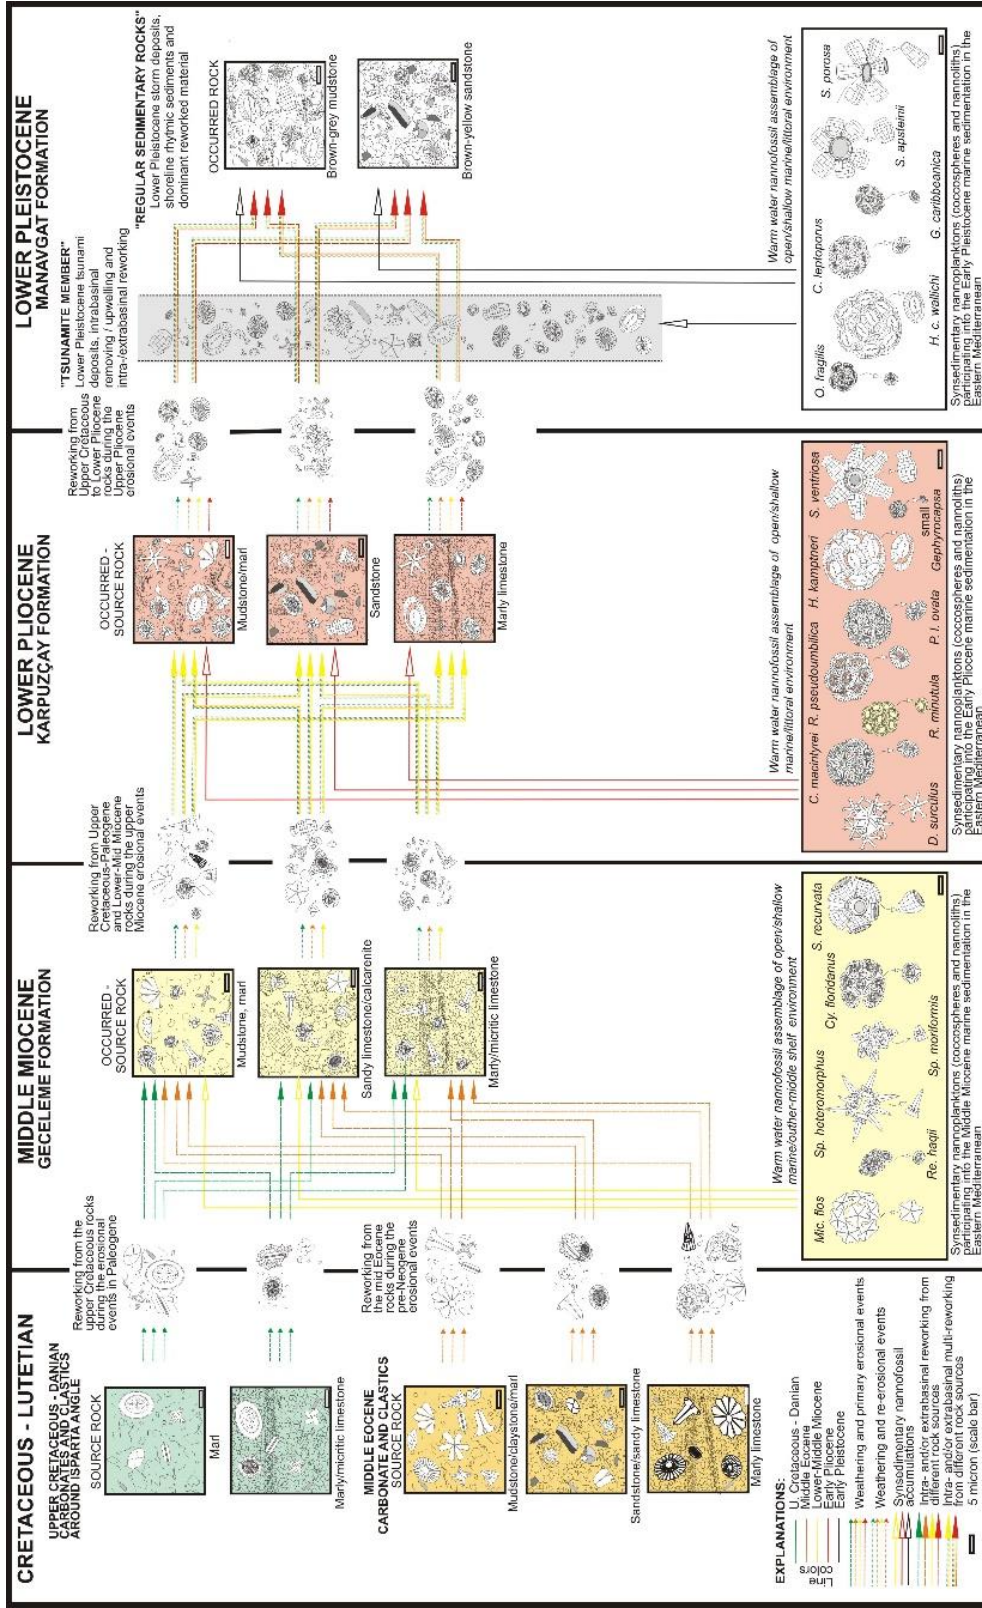 CRETACEOUS - LUTETIAN
UPPER CRETACEOUS - DANIAN
CARBONATES AND CLASTICS
AROUND ISPARTA ANGLE
SOURCE ROCK
Marl
Marly/micritic limestone
MIDDLE EOCENE
CARBONATE AND CLASTICS
SOURCE ROCK
Mudstone/claystone/marl
Sandstone/sandy limestone
Marly limestone
EXPLANATIONS:
Line
colors
U. Cretaceous - Danian
Middle Eocene
Lower-Middle Miocene
Early Pliocene
Early Pleistocene
Weathering and primary erosional events
Weathering and re-erosional events
Synsedimentary nannofossil
accumulations
Intra- and/or extrabasinal reworking from
different rock sources
Intra- and/or extrabasinal multi-reworking
from different rock sources
5 micron (scale bar)
Reworking from the
upper Cretaceous rocks
during the erosional
events in Paleogene
Reworking from
the mid Eocene
rocks during the
pre-Neogene
erosional events
MIDDLE MIOCENE
GECELEME FORMATION
OCCURRED -
SOURCE ROCK
Mudstone, marl
Sandy limestone/calcarenite
Marly/micritic limestone
Warm water nannofossil assemblage of open/shallow
marine/outher-middle shelf environment
Mic. flos
Sp. heteromorphus
Cy. floridanus
S. recurvata
Re. haqii
Sp. moriformis
Synsedimentary nannoplanktons (coccospheres and nannoliths)
participating into the Middle Miocene marine sedimentation in the
Eastern Mediterranean
Reworking from Upper
Cretaceous-Paleogene
and Lower-Mid Miocene
rocks during the upper
Miocene erosional events
LOWER PLIOCENE
KARPUZÇAY FORMATION
OCCURRED -
SOURCE ROCK
Mudstone/marl
Sandstone
Marly limestone
Warm water nannofossil assemblage of open/shallow
marine/littoral environment
C. macintyrei
R. pseudoumbilica
H. kamptneri
S. ventriosa
D. surculus
R. minutula
P. l. ovata
small
Gephyrocapsa
Synsedimentary nannoplanktons (coccospheres and nannoliths)
participating into the Early Pliocene marine sedimentation in the
Eastern Mediterranean
Reworking from
Upper Cretaceous
to Lower Pliocene
rocks during the
Upper Pliocene
erosional events
LOWER PLEISTOCENE
MANAVGAT FORMATION
"TSUNAMITE MEMBER"
Lower Pleistocene tsunami
deposits, intrabasinal
removing / upwelling and
intra-/extrabasinal reworking
"REGULAR SEDIMENTARY ROCKS"
Lower Pleistocene storm deposits,
shoreline rhytmic sediments and
dominant reworked material
OCCURRED ROCK
Brown-grey mudstone
Brown-yellow sandstone
Warm water nannofossil assemblage of
open/shallow marine/littoral environment
O. fragilis
C. leptoporus
S. apsteinii
S. porosa
H. c. wallichi
G. caribbeanica
Synsedimentary nannoplanktons (coccospheres and nannoliths)
participating into the Early Pleistocene marine sedimentation in the
Eastern Mediterranean